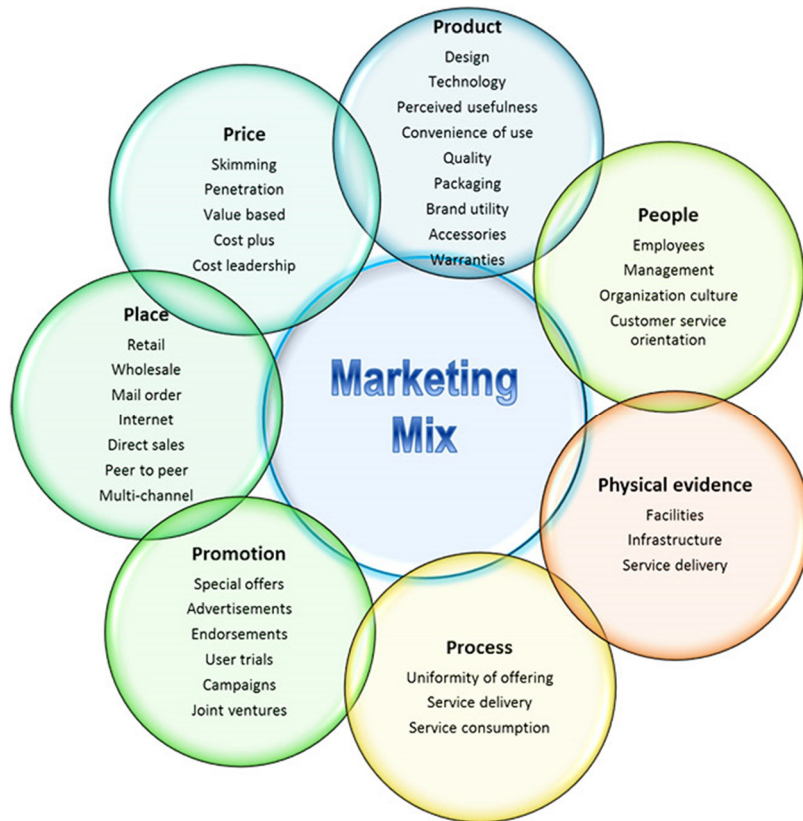 Product
Design
Technology
Perceived usefulness
Convenience of use
Quality
Packaging
Brand utility
Accessories
Warranties
People
Employees
Management
Organization culture
Customer service
orientation
Physical evidence
Facilities
Infrastructure
Service delivery
Process
Uniformity of offering
Service delivery
Service consumption
Promotion
Special offers
Advertisements
Endorsements
User trials
Campaigns
Joint ventures
Place
Retail
Wholesale
Mail order
Internet
Direct sales
Peer to peer
Multi-channel
Price
Skimming
Penetration
Value based
Cost plus
Cost leadership
Marketing
Mix